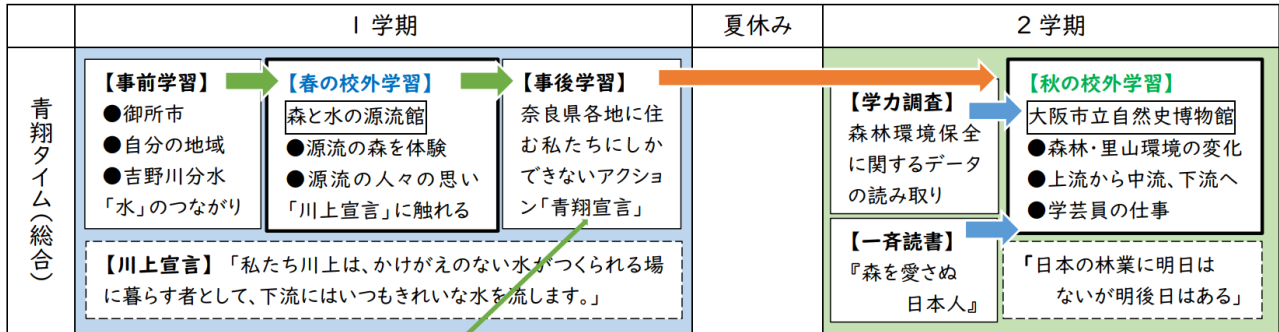 1学期
夏休み
2学期
青翔タイム(総合)
【事前学習】
●御所市
●自分の地域
●吉野川分水
「水」のつながり
【春の校外学習】
森と水の源流館
●源流の森を体験
●源流の人々の思い
「川上宣言」に触れる
【事後学習】
奈良県各地に住
む私たちにしか
できないアクショ
ン「青翔宣言」
【川上宣言】「私たち川上は、かけがえのない水がつくられる場
に暮らす者として、下流にはいつもきれいな水を流します。」
【学力調査】
森林環境保全
に関するデータ
の読み取り
【一斉読書】
『森を愛さぬ
日本人』
【秋の校外学習】
大阪市立自然史博物館
●森林・里山環境の変化
●上流から中流、下流へ
●学芸員の仕事
「日本の林業に明日は
ないが明後日はある」